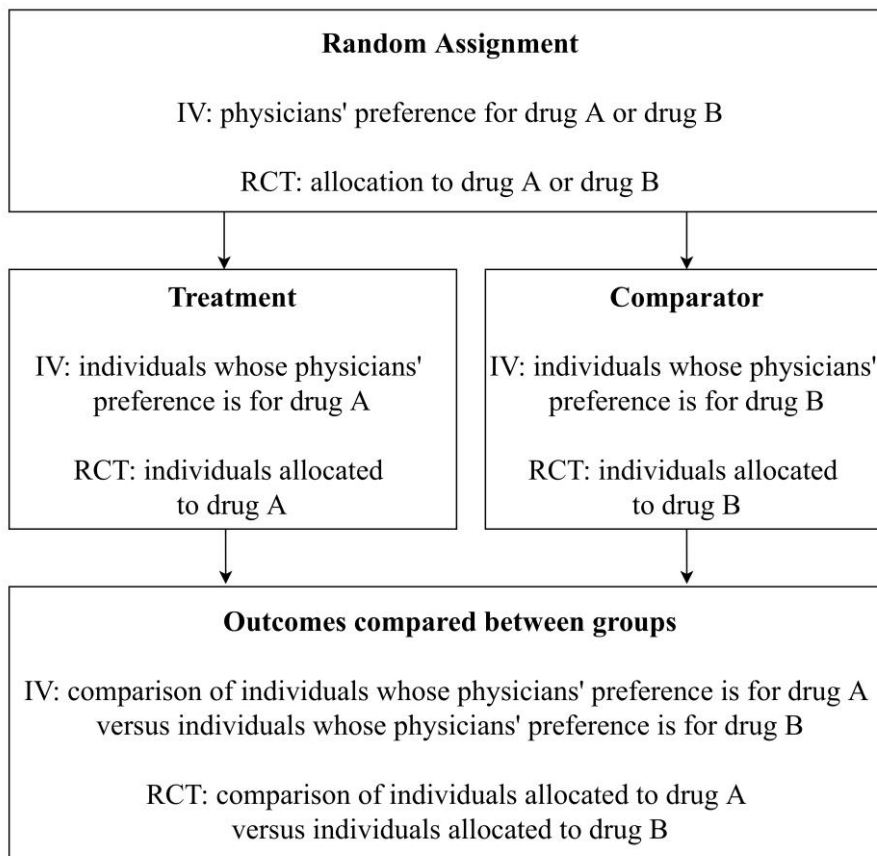 Random Assignment
IV: physicians' preference for drug A or drug B
RCT: allocation to drug A or drug B
Treatment
IV: individuals whose physicians'
preference is for drug A
RCT: individuals allocated
to drug A
Comparator
IV: individuals whose physicians'
preference is for drug B
RCT: individuals allocated
to drug B
Outcomes compared between groups
IV: comparison of individuals whose physicians' preference is for drug A
versus individuals whose physicians' preference is for drug B
RCT: comparison of individuals allocated to drug A
versus individuals allocated to drug B